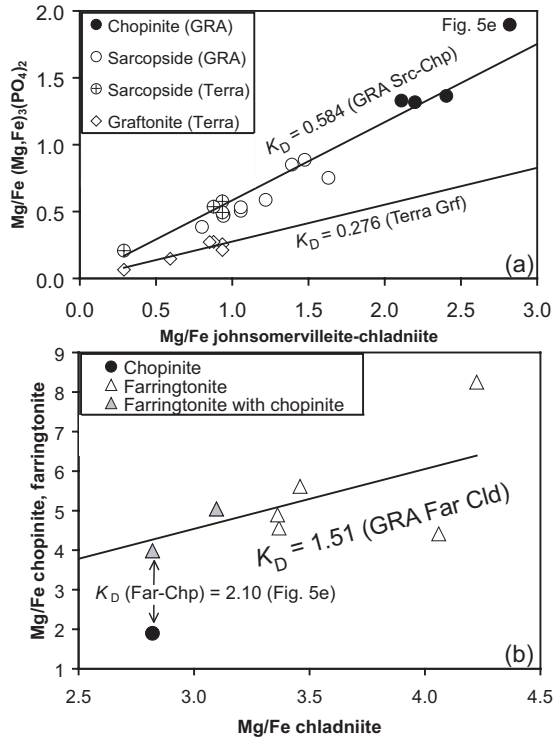 Fig. 5e
Chopinite (GRA)
Sarcopside (GRA)
Sarcopside (Terra)
Graftonite (Terra)
K_D = 0.584 (GRA Src-Chp)
K_D = 0.276 (Terra Grf)
(a)
2.0
1.5
1.0
0.5
0.0
Mg/Fe (Mg,Fe)3(PO4)2
0.0 0.5 1.0 1.5 2.0 2.5 3.0
Mg/Fe johnsomervilleite-chladniite
Chopinite
Farringtonite
Farringtonite with chopinite
K_D = 1.51 (GRA Far Cld)
K_D (Far-Chp) = 2.10 (Fig. 5e)
(b)
9
8
7
6
5
4
3
2
1
Mg/Fe chopinite, farringtonite
2.5 3.0 3.5 4.0 4.5
Mg/Fe chladniite